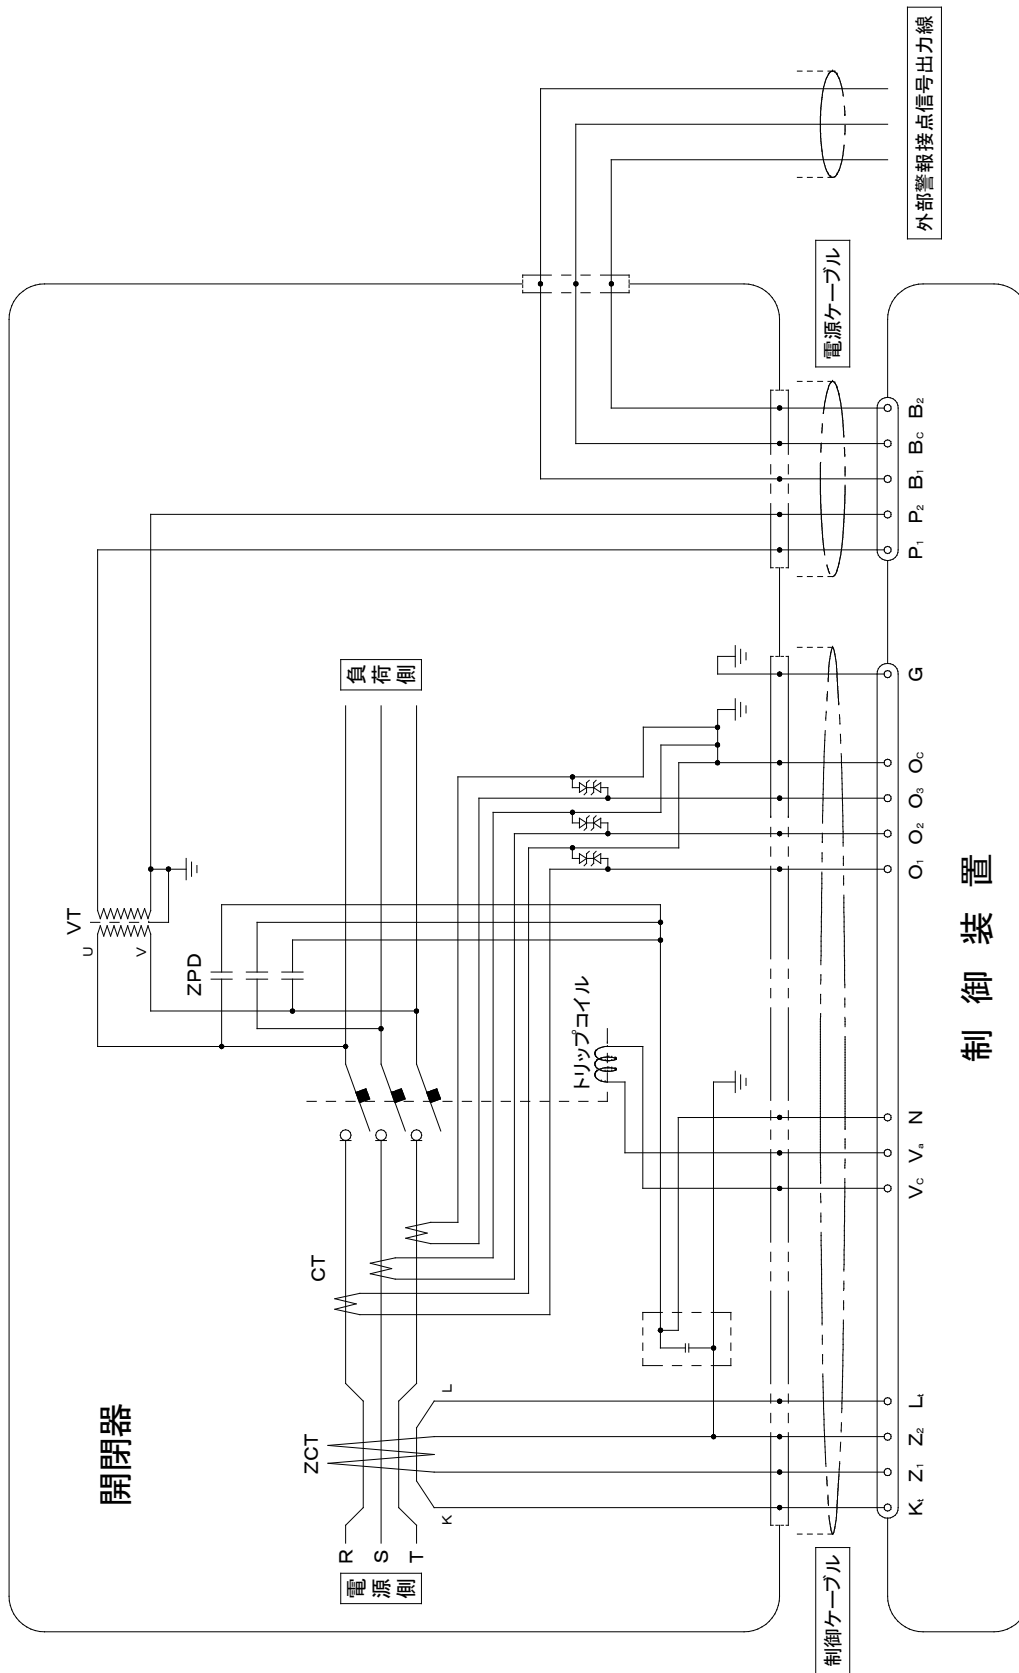 開閉器
電源側
R
S
T
ZCT
K
L
CT
トリップコイル
VT
U
V
ZPD
負荷側
制御ケーブル
電源ケーブル
外部警報接点信号出力線
Kt
Z1
Z2
Lt
Vc
Va
N
O1
O2
O3
Oc
G
P1
P2
B1
Bc
B2
制御装置